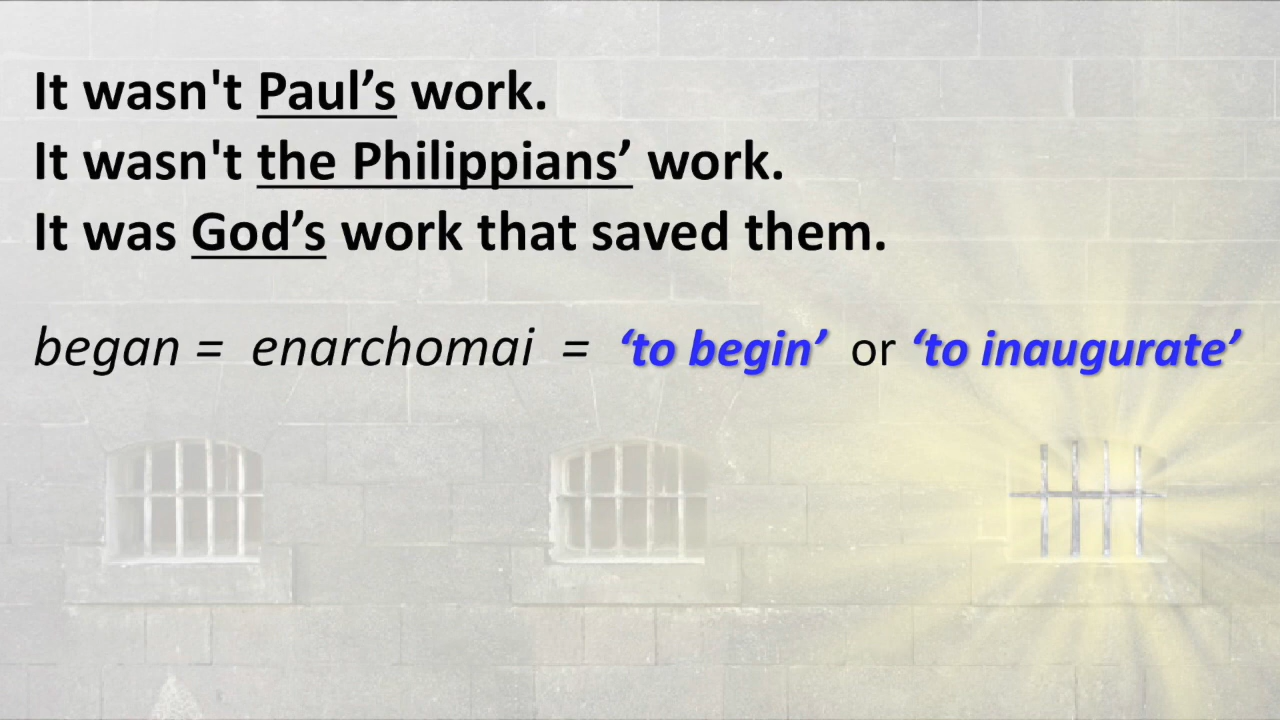 It wasn't Paul’s work.
It wasn't the Philippians’ work.
It was God’s work that saved them.
began = enarchomai = ‘to begin’ or ‘to inaugurate’